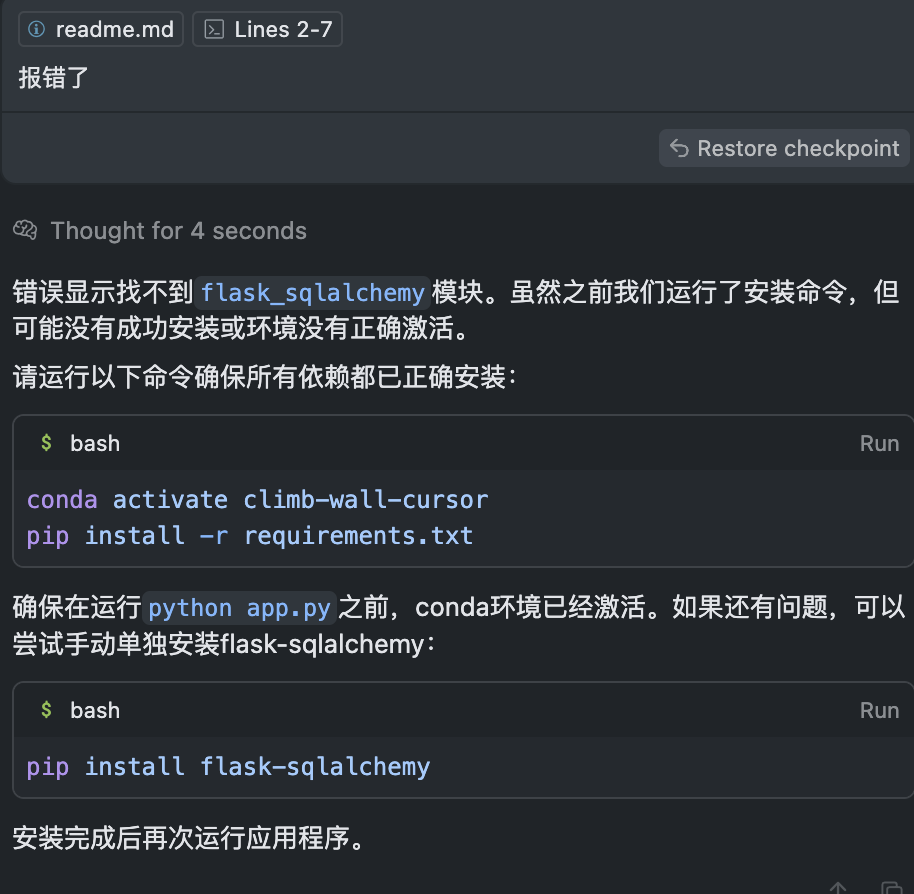 readme.md Lines 2-7
报错了
Restore checkpoint
Thought for 4 seconds
错误显示找不到flask_sqlalchemy模块。虽然之前我们运行了安装命令，但
可能没有成功安装或环境没有正确激活。
请运行以下命令确保所有依赖都已正确安装：
$ bash Run
conda activate climb-wall-cursor
pip install -r requirements.txt
确保在运行python app.py之前，conda环境已经激活。如果还有问题，可以
尝试手动单独安装flask-sqlalchemy：
$ bash Run
pip install flask-sqlalchemy
安装完成后再次运行应用程序。